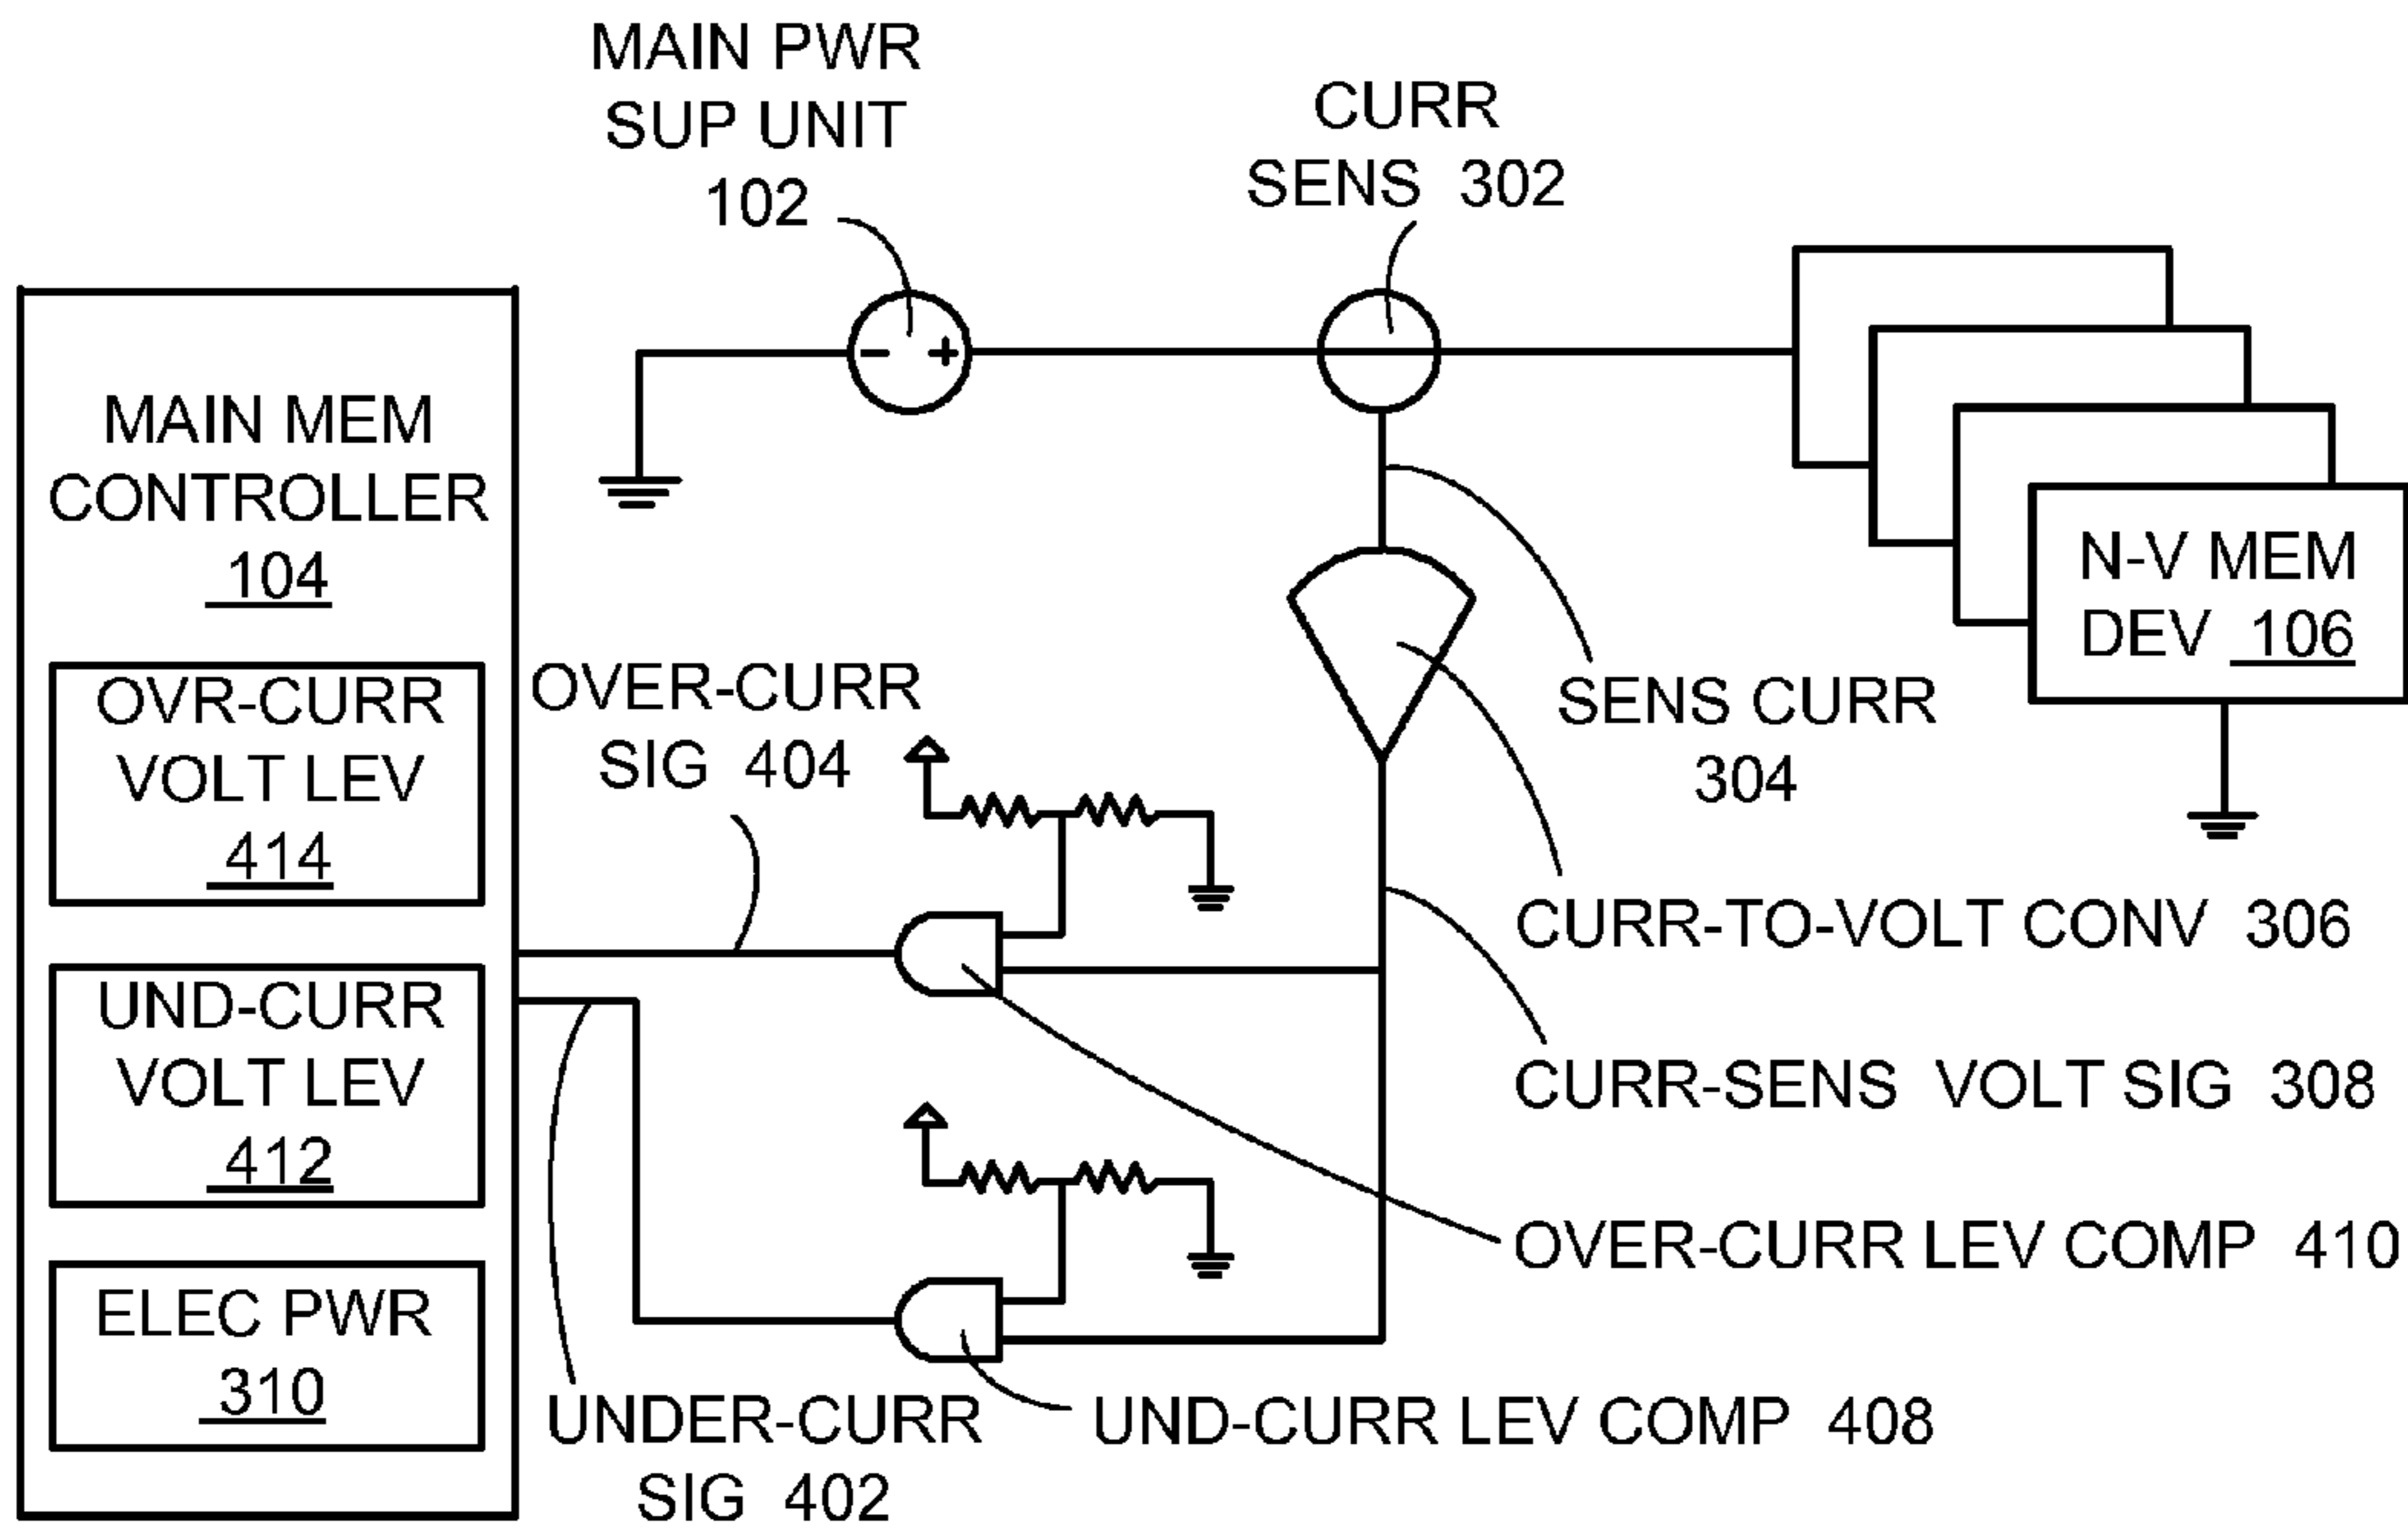 MAIN PWR
SUP UNIT
102
CURR
SENS 302
MAIN MEM
CONTROLLER
104
N-V MEM
DEV 106
OVR-CURR
VOLT LEV
414
OVER-CURR
SIG 404
SENS CURR
304
CURR-TO-VOLT CONV 306
UND-CURR
VOLT LEV
412
CURR-SENS VOLT SIG 308
OVER-CURR LEV COMP 410
ELEC PWR
310
UNDER-CURR
SIG 402
UND-CURR LEV COMP 408